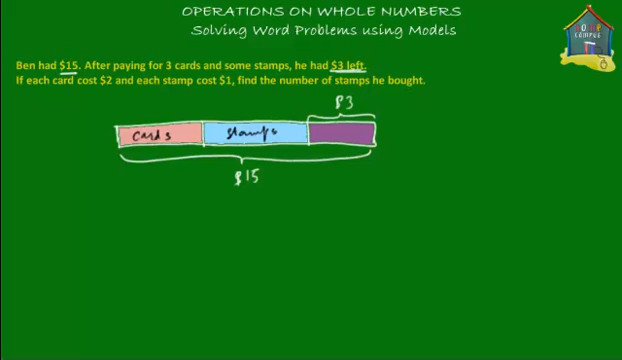 OPERATIONS ON WHOLE NUMBERS
Solving Word Problems using Models
HOME
CAMPUS
Ben had $15. After paying for 3 cards and some stamps, he had $3 left.
If each card cost $2 and each stamp cost $1, find the number of stamps he bought.
$3
Cards Stamps
$15